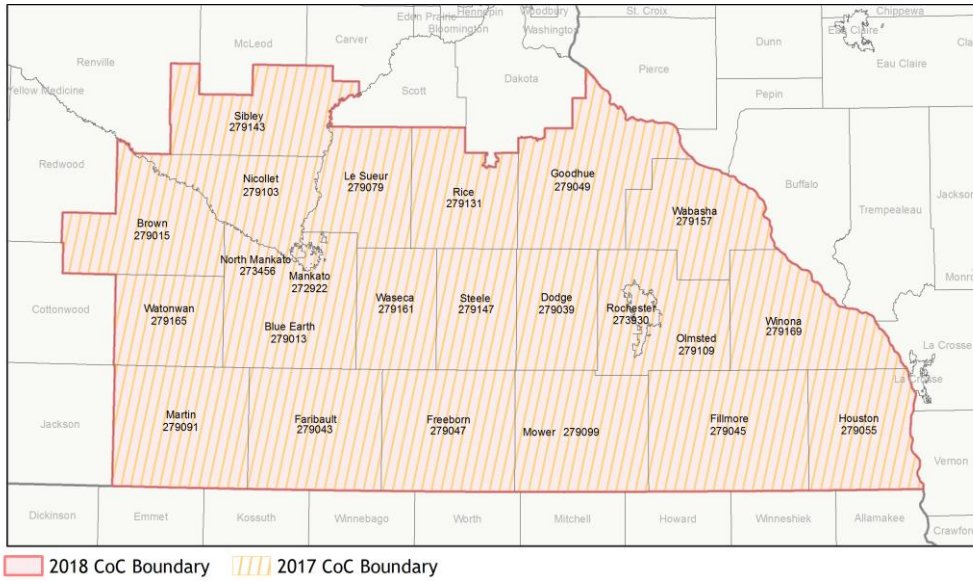 Hennepin
Woodbury
St. Croix
Chippewa
Eden Prairie
Bloomington
Washington
Eau Claire
McLeod
Carver
Dunn
Renville
Eau Claire
Scott
Dakota
Pierce
Yellow Medicine
Pepin
Sibley
279143
Redwood
Nicollet
279103
Le Sueur
279079
Rice
279131
Goodhue
279049
Buffalo
Jackson
Trempealeau
Wabasha
279157
Brown
279015
North Mankato
273456
Mankato
272922
Cottonwood
Watonwan
279165
Waseca
279161
Steele
279147
Dodge
279039
Rochester
273930
Blue Earth
279013
Olmsted
279109
Winona
279169
La Crosse
La Crosse
Jackson
Martin
279091
Faribault
279043
Freeborn
279047
Mower 279099
Fillmore
279045
Houston
279055
Vernon
Dickinson
Emmet
Kossuth
Winnebago
Worth
Mitchell
Howard
Winneshiek
Allamakee
Crawford
2018 CoC Boundary
2017 CoC Boundary